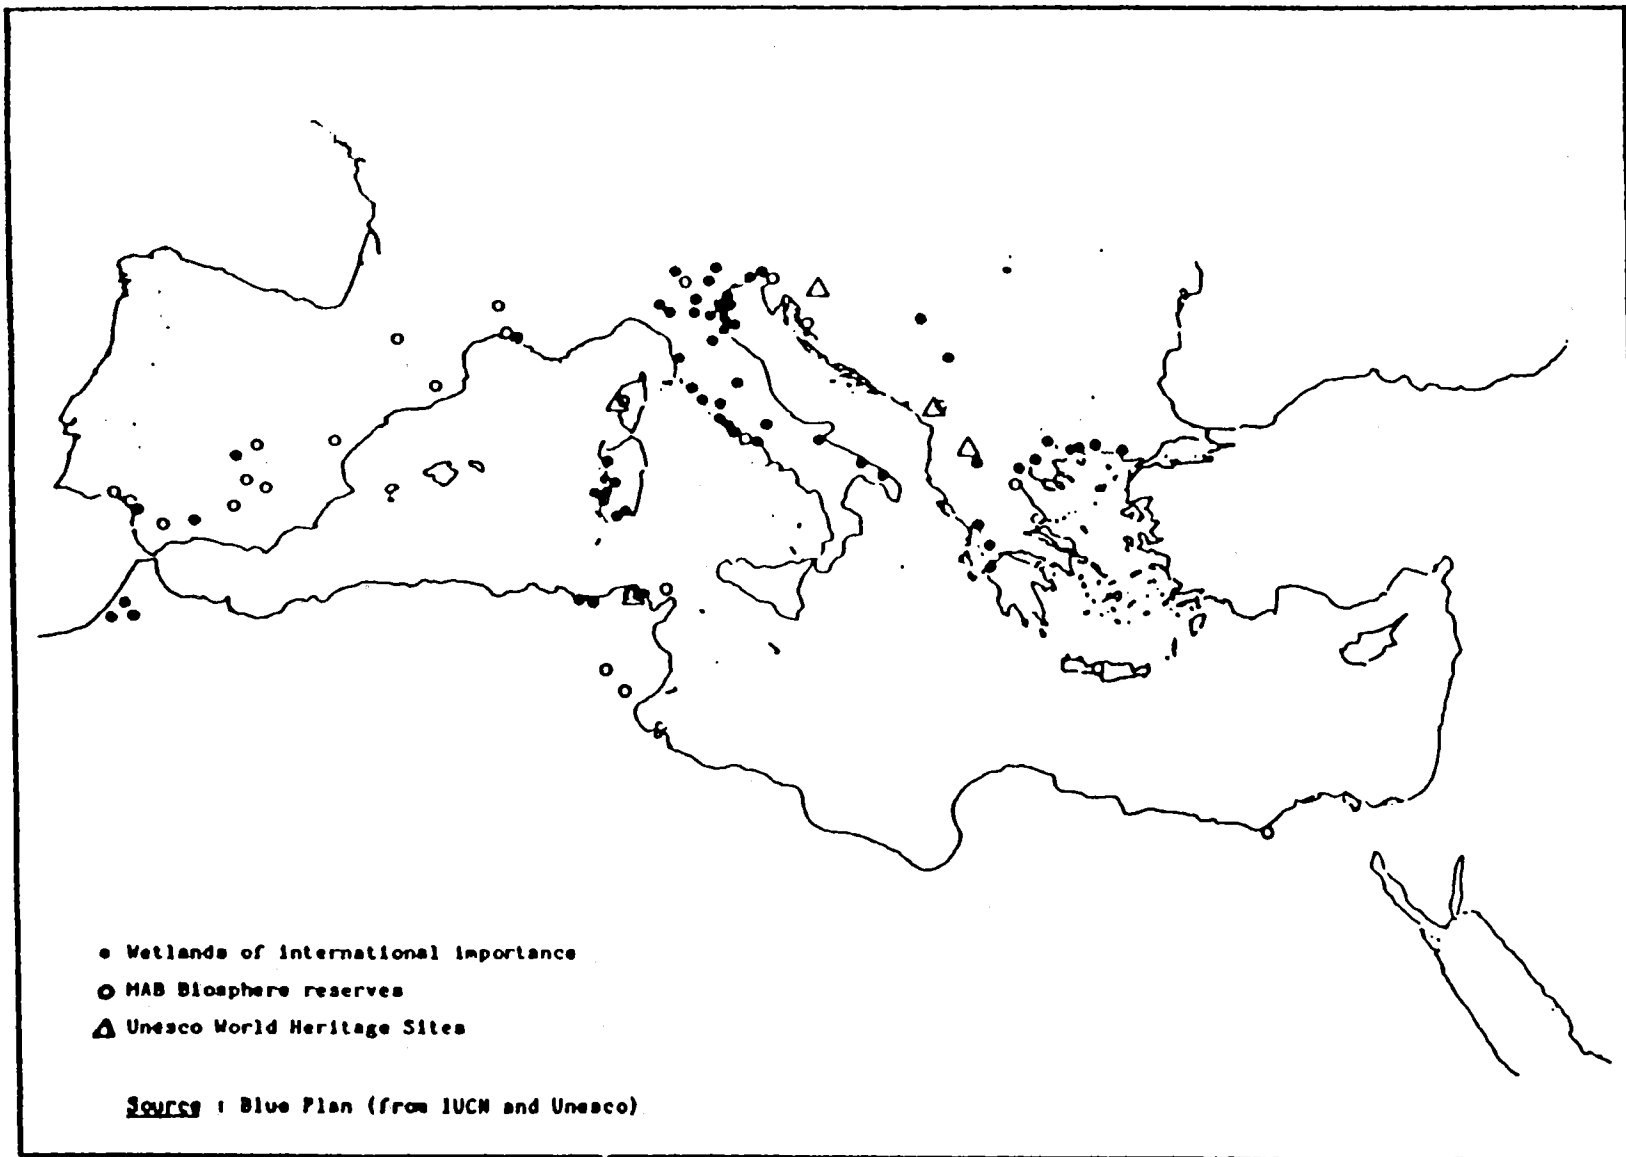 Wetlands of international importance
MAB Biosphere reserves
Unesco World Heritage Sites
Source : Blue Plan (from IUCN and Unesco)